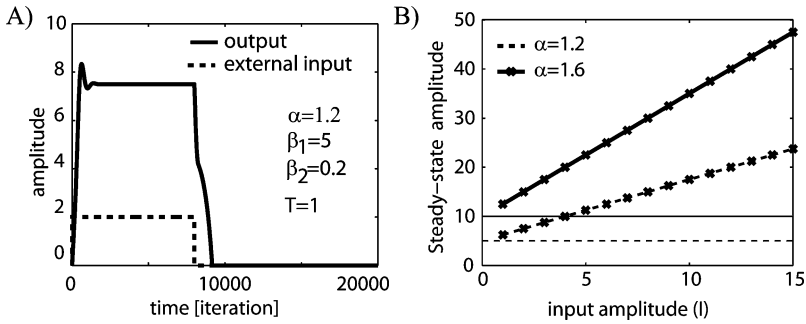 A)
10
8
6
4
2
0
amplitude
output
external input
α=1.2
β1=5
β2=0.2
T=1
0
10000
20000
time [iteration]
B)
50
40
30
20
10
0
Steady-state amplitude
α=1.2
α=1.6
0
5
10
15
input amplitude (I)